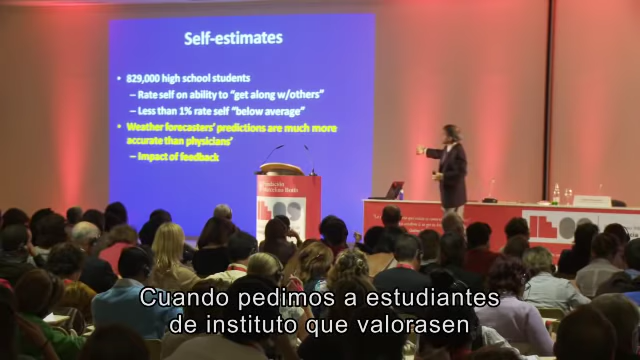 Self-estimates
• 829,000 high school students
– Rate self on ability to "get along w/others"
– Less than 1% rate self "below average"
• Weather forecasters' predictions are much more
accurate than physicians'
– Impact of feedback
Fundación
Cuando pedimos a estudiantes
de instituto que valorasen